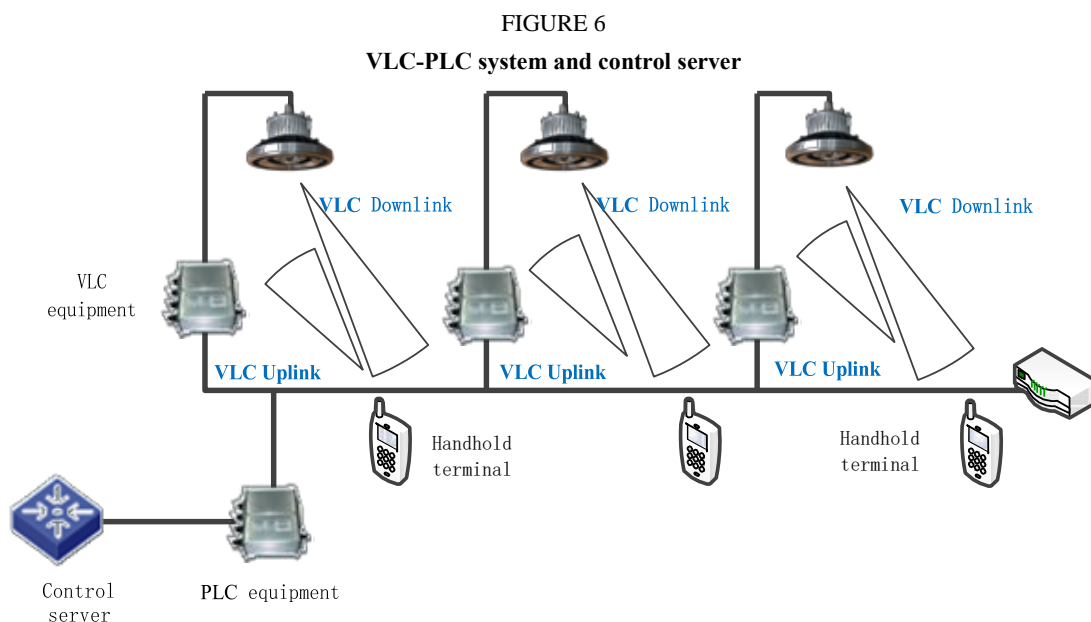 FIGURE 6
VLC-PLC system and control server
VLC Downlink
VLC Downlink
VLC Downlink
VLC
equipment
VLC Uplink
VLC Uplink
VLC Uplink
Handhold
terminal
Handhold
terminal
Control
server
PLC equipment